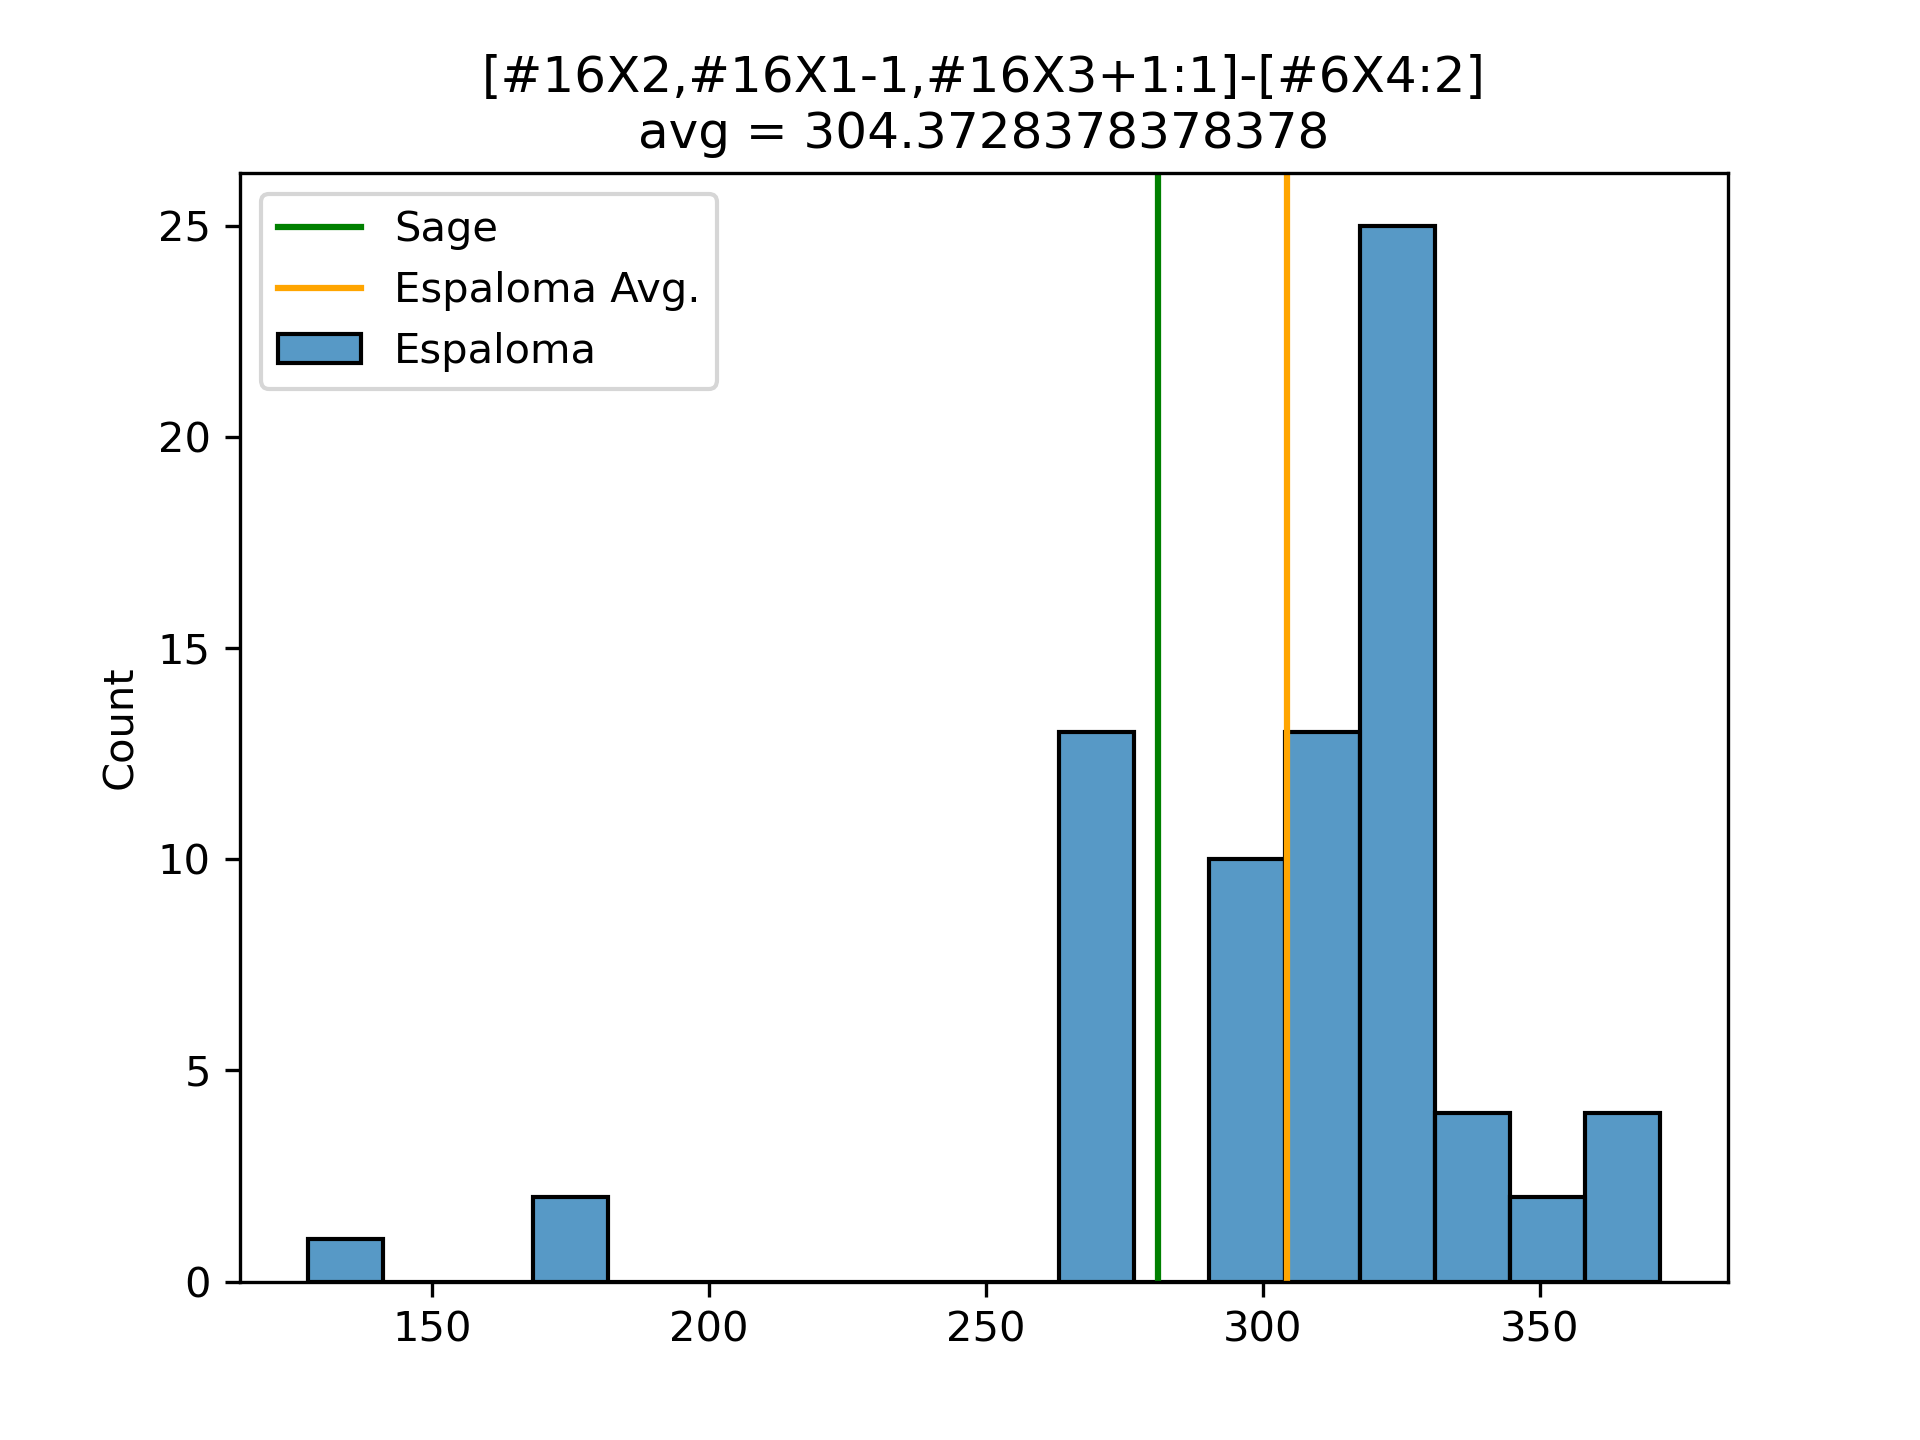 [#16X2,#16X1-1,#16X3+1:1]-[#6X4:2]
avg = 304.3728378378378
Sage
Espaloma Avg.
Espaloma
Count
25
20
15
10
5
0
150 200 250 300 350